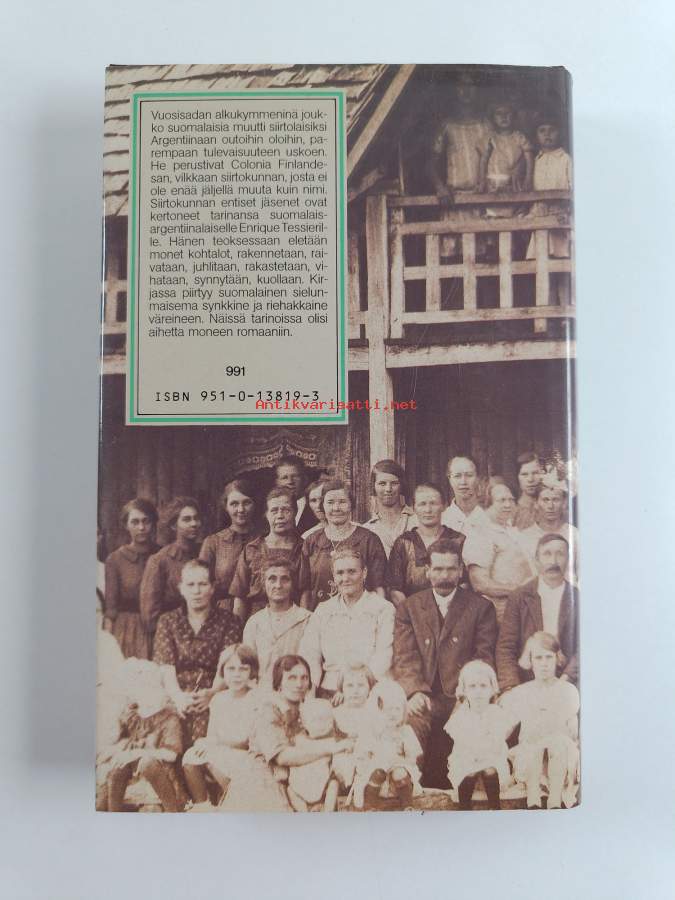 Vuosisadan alkukymmeninä jouk-
ko suomalaisia muutti siirtolaisiksi
Argentiinaan outoihin oloihin, pa-
rempaan tulevaisuuteen uskoen.
He perustivat Colonia Finlande-
san, vilkkaan siirtokunnan, josta ei
ole enää jäljellä muuta kuin nimi.
Siirtokunnan entiset jäsenet ovat
kertoneet tarinansa suomalais-
argentiinalaiselle Enrique Tessieril-
le. Hänen teoksessaan eletään
monet kohtalot, rakennetaan, rai-
vataan, juhlitaan, rakastetaan, vi-
hataan, synnytään, kuollaan. Kir-
jassa piirtyy suomalainen sielun-
maisema synkkine ja riehakkaine
väreineen. Näissä tarinoissa olisi
aihetta moneen romaaniin.
991
ISBN 951-0-13819-3
Antikvariaatti.net